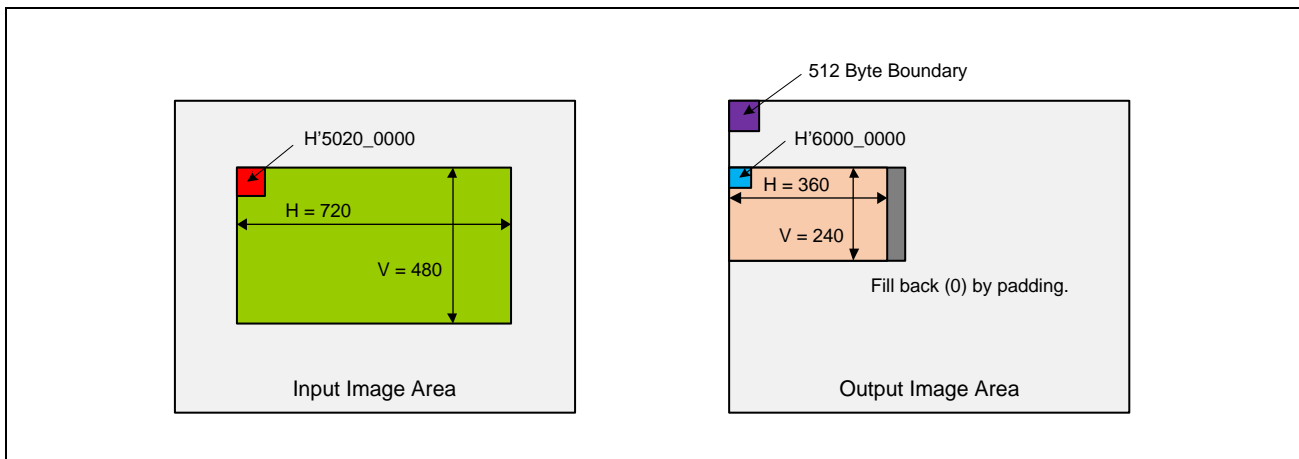 512 Byte Boundary
H'5020_0000
H'6000_0000
H = 720
H = 360
V = 480
V = 240
Fill back (0) by padding.
Input Image Area
Output Image Area